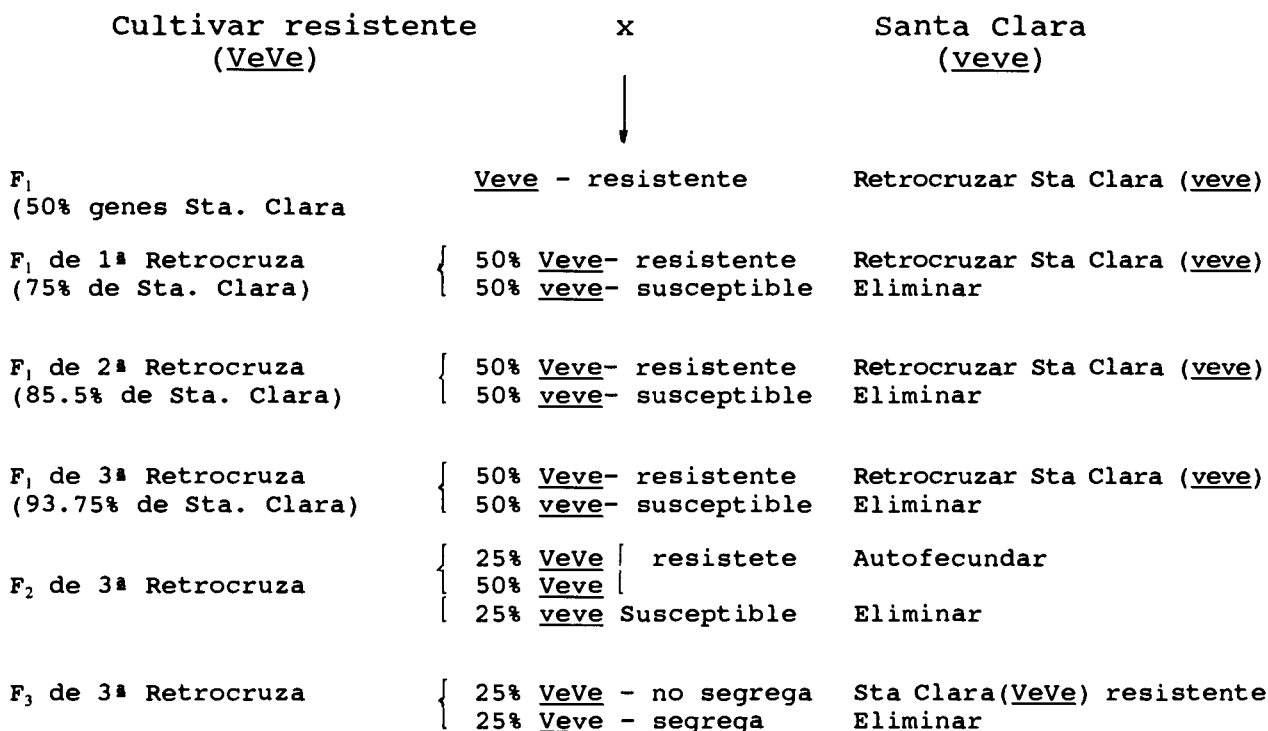 Cultivar resistente x Santa Clara
(VeVe) (veve)
F₁ Veve - resistente Retrocruzar Sta Clara (veve)
(50% genes Sta. Clara
F₁ de 1ª Retrocruza 50% Veve- resistente Retrocruzar Sta Clara (veve)
(75% de Sta. Clara) 50% veve- susceptible Eliminar
F₁ de 2ª Retrocruza 50% Veve- resistente Retrocruzar Sta Clara (veve)
(85.5% de Sta. Clara) 50% veve- susceptible Eliminar
F₁ de 3ª Retrocruza 50% Veve- resistente Retrocruzar Sta Clara (veve)
(93.75% de Sta. Clara) 50% veve- susceptible Eliminar
25% VeVe resistete Autofecundar
F₂ de 3ª Retrocruza 50% Veve
25% veve Susceptible Eliminar
F₃ de 3ª Retrocruza 25% VeVe - no segrega Sta Clara(VeVe) resistente
25% Veve - segrega Eliminar